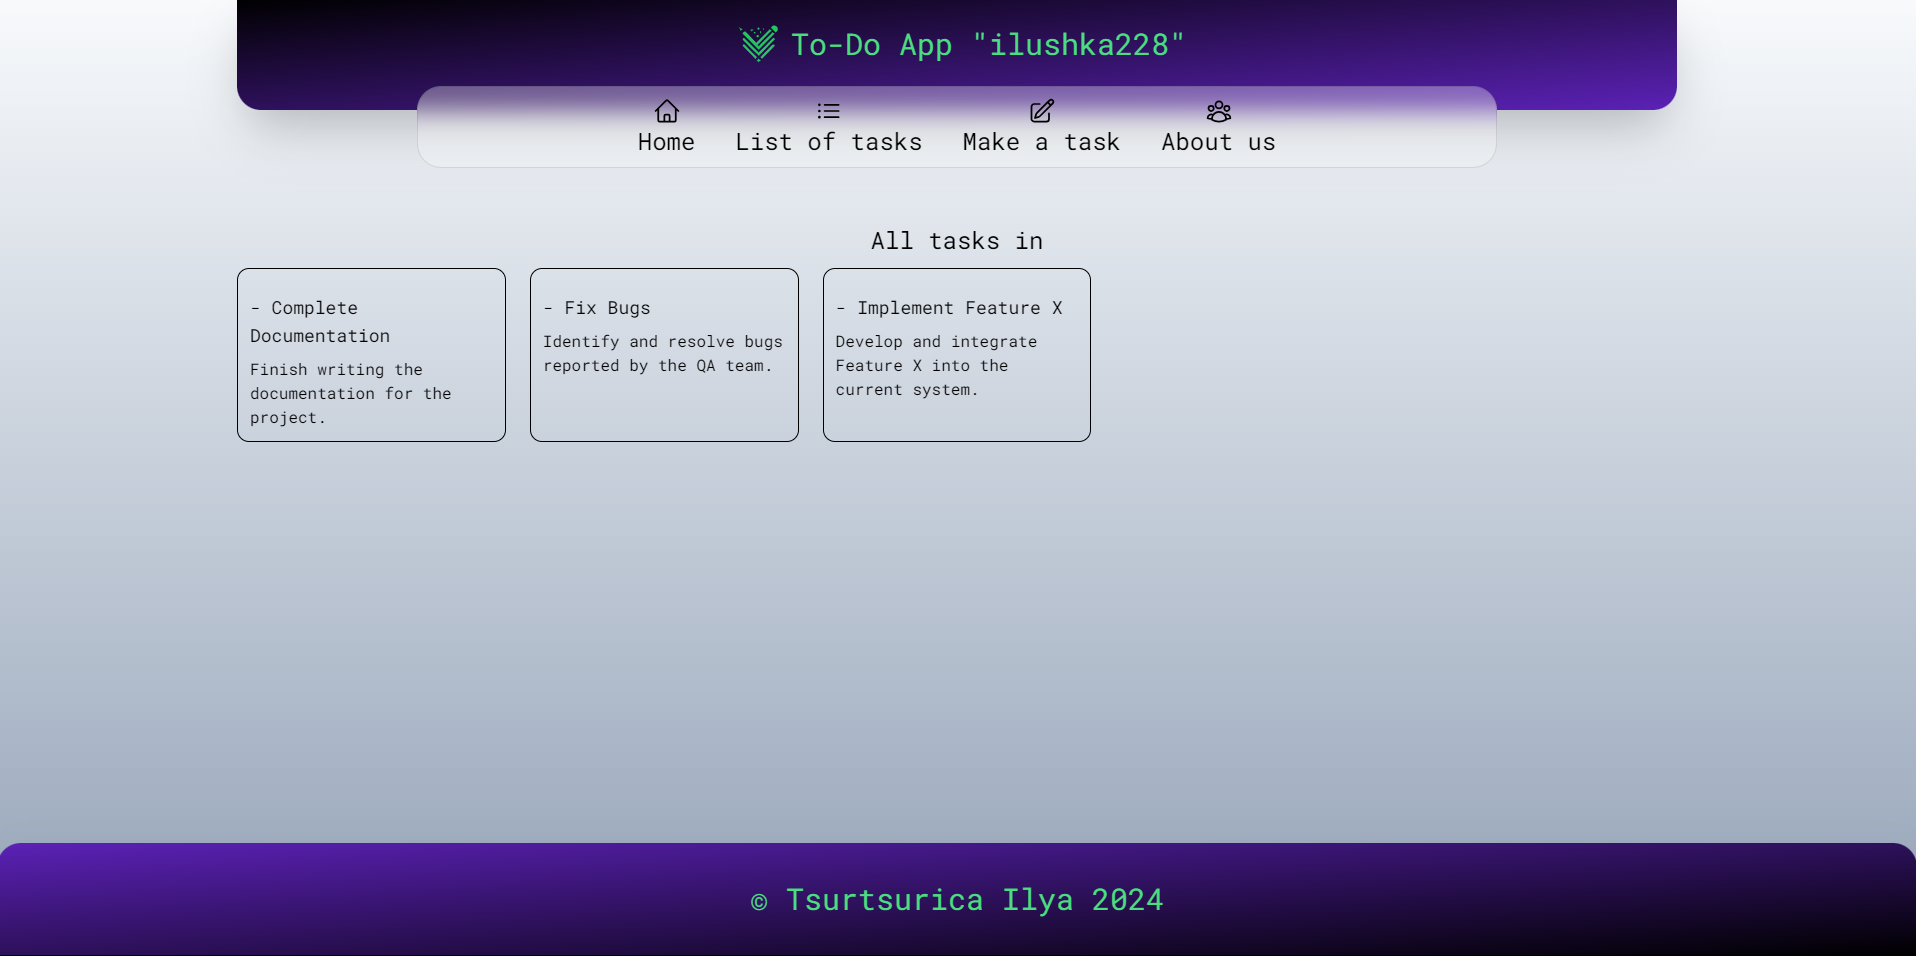 To-Do App "ilushka228"
Home
List of tasks
Make a task
About us
All tasks in
- Complete
Documentation
Finish writing the
documentation for the
project.
- Fix Bugs
Identify and resolve bugs
reported by the QA team.
- Implement Feature X
Develop and integrate
Feature X into the
current system.
© Tsurtsurica Ilya 2024